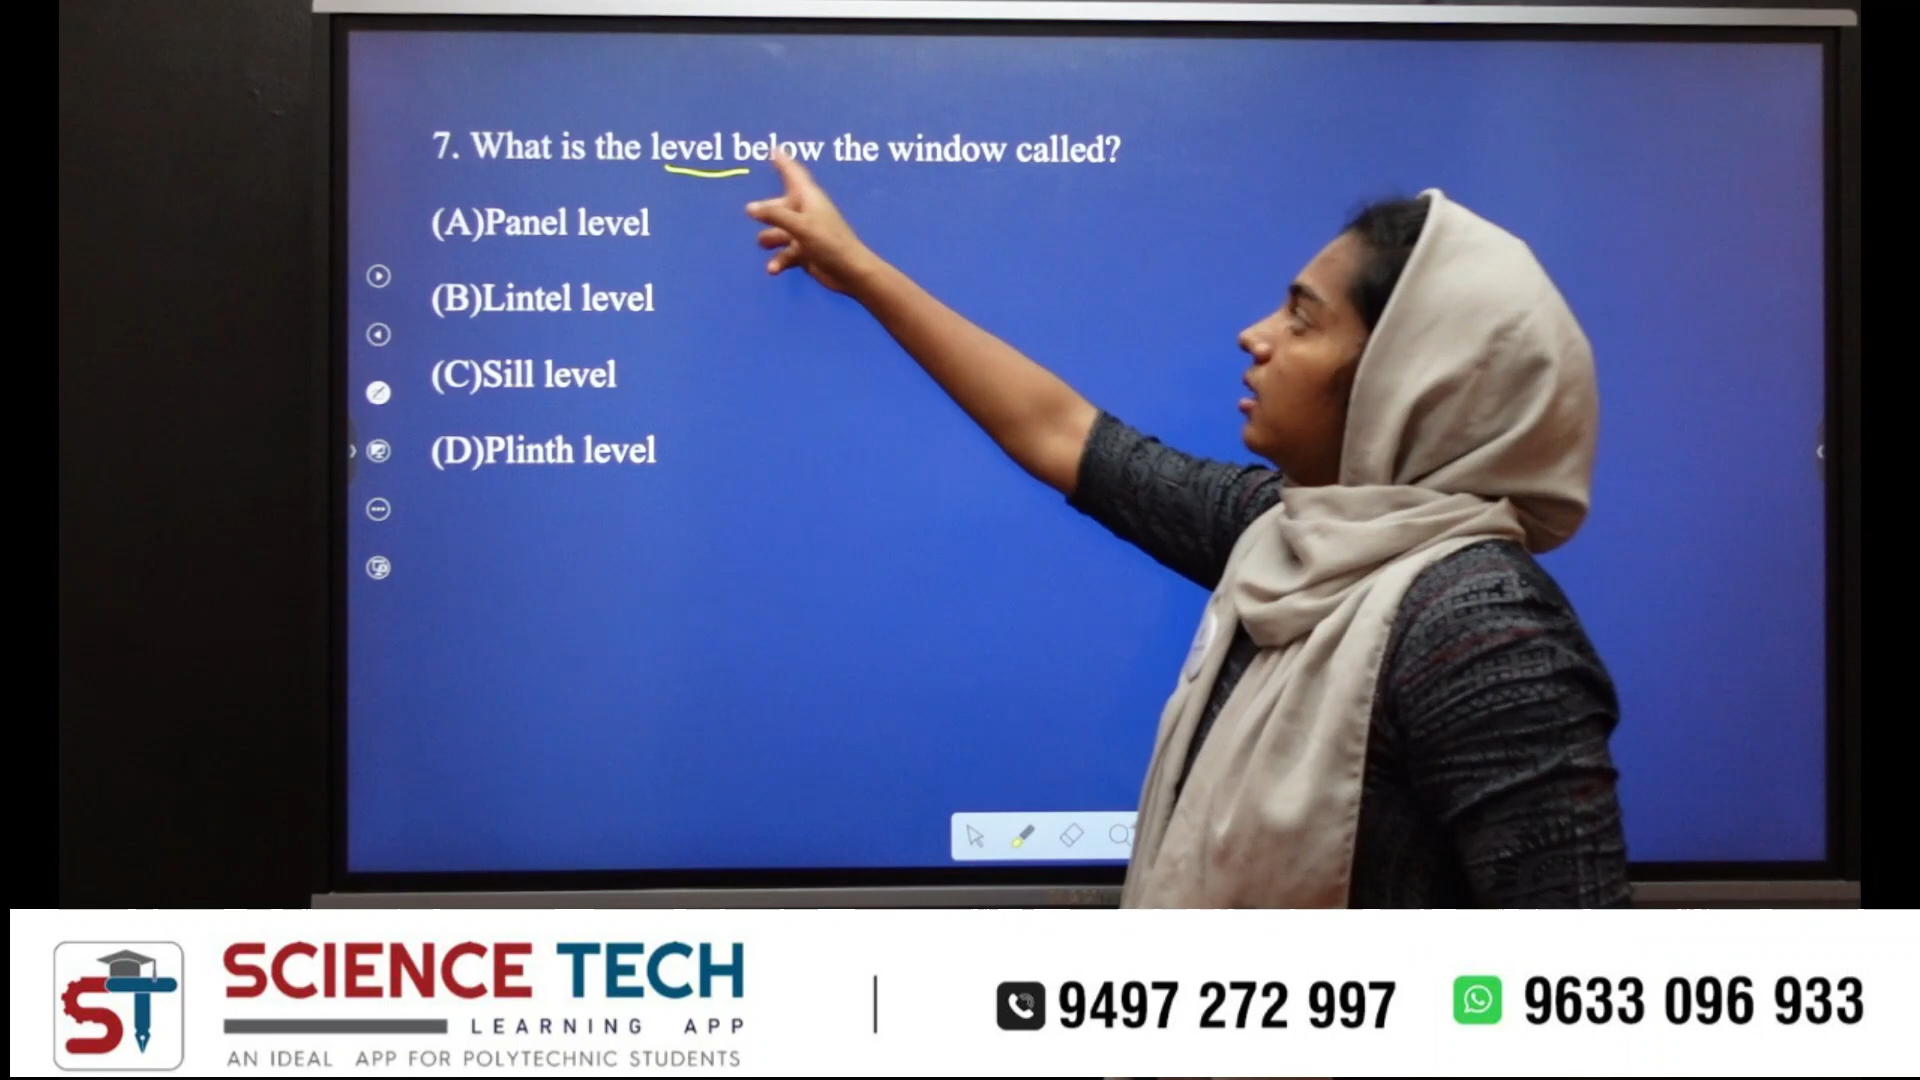 7. What is the level below the window called?
(A)Panel level
(B)Lintel level
(C)Sill level
(D)Plinth level
ST
SCIENCE TECH
LEARNING APP
AN IDEAL APP FOR POLYTECHNIC STUDENTS
9497 272 997
9633 096 933